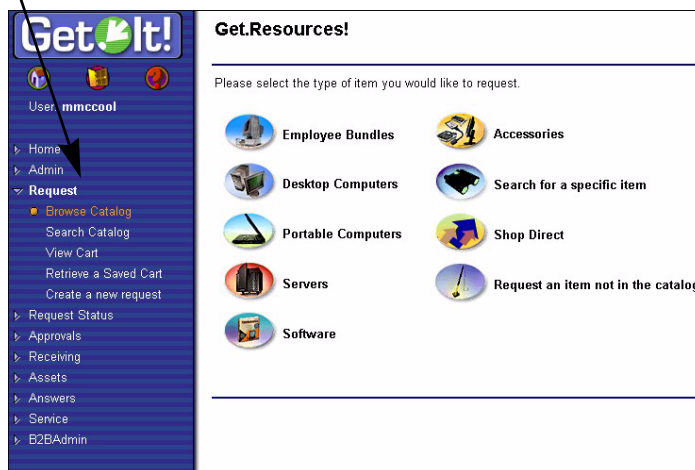 Get It!
User: mmccool
Home
Admin
Request
Browse Catalog
Search Catalog
View Cart
Retrieve a Saved Cart
Create a new request
Request Status
Approvals
Receiving
Assets
Answers
Service
B2BAdmin
Get.Resources!
Please select the type of item you would like to request.
Employee Bundles
Accessories
Desktop Computers
Search for a specific item
Portable Computers
Shop Direct
Servers
Request an item not in the catalog
Software